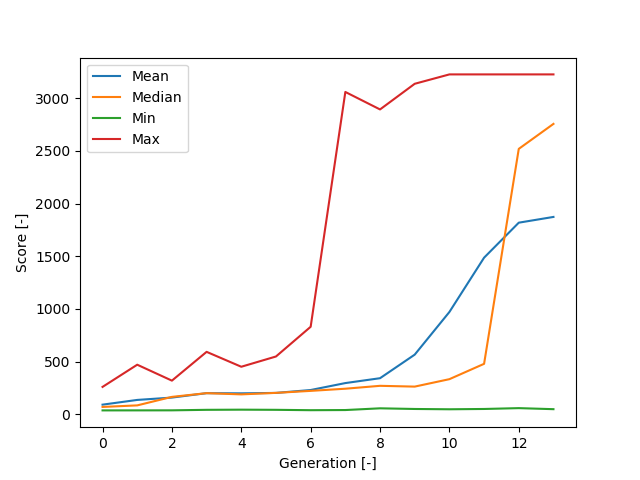 Mean
Median
Min
Max
3000
2500
2000
1500
1000
500
0
Score [-]
0 2 4 6 8 10 12
Generation [-]